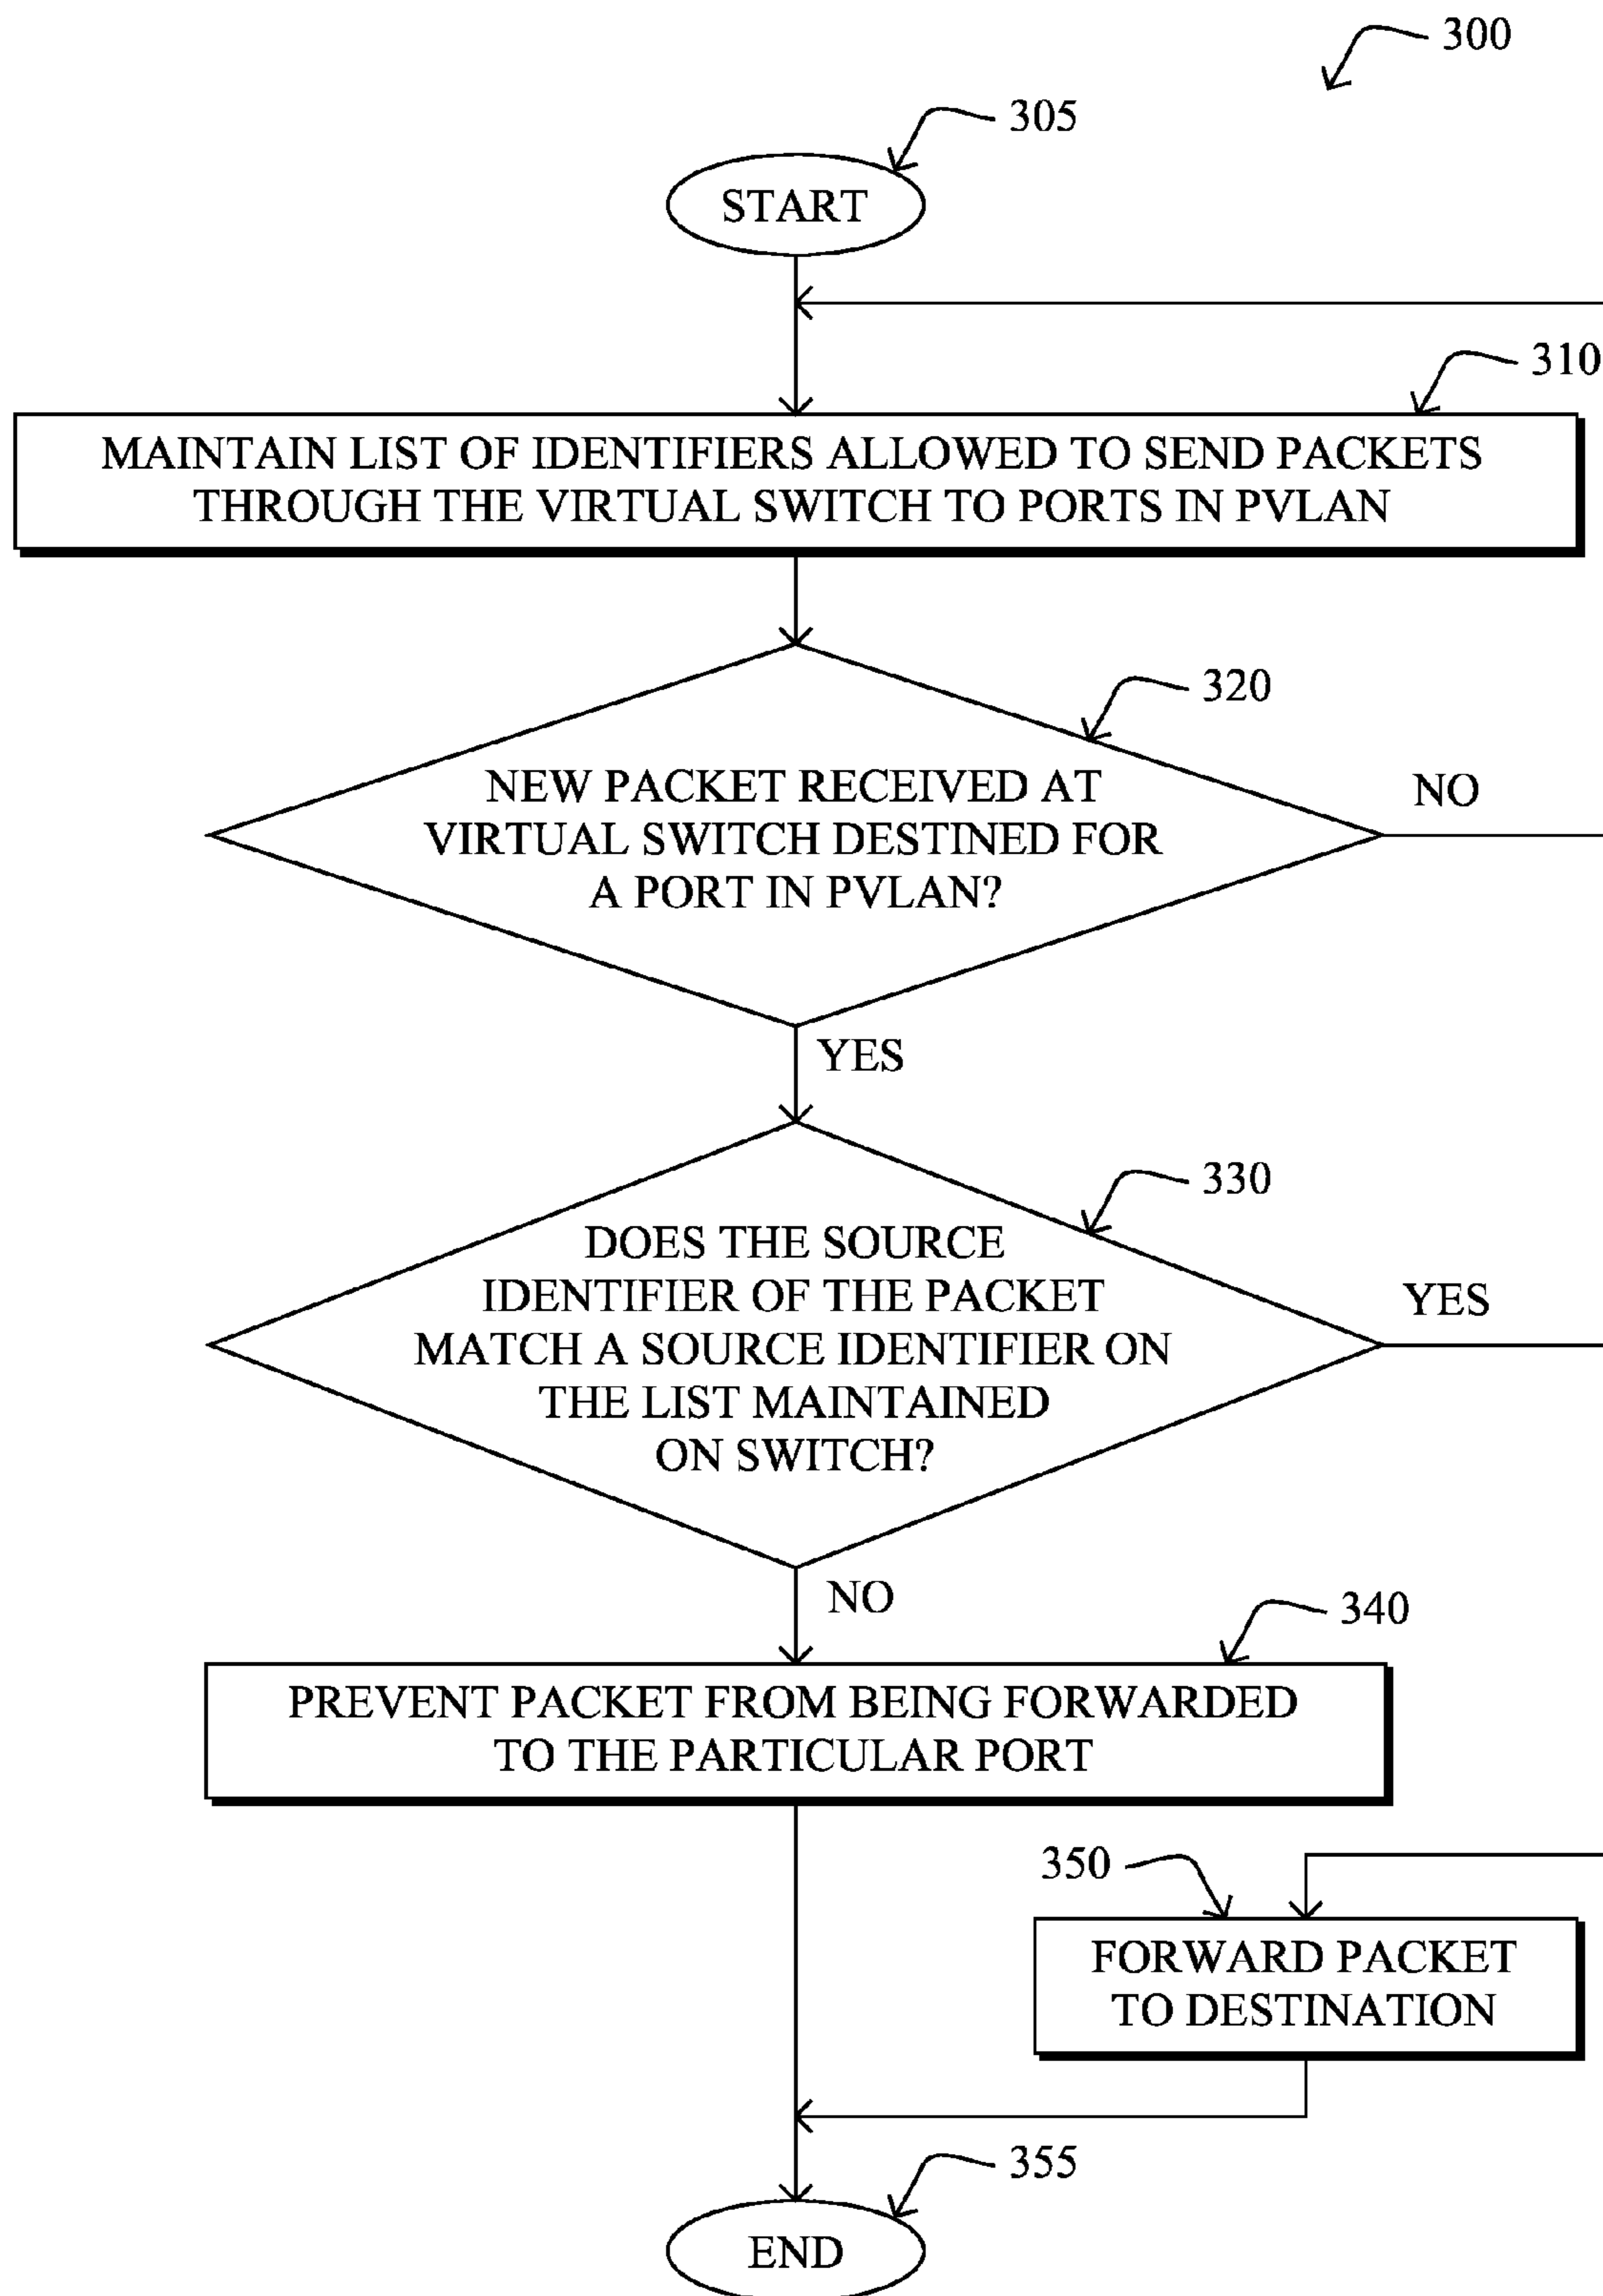 300
305
START
310
MAINTAIN LIST OF IDENTIFIERS ALLOWED TO SEND PACKETS
THROUGH THE VIRTUAL SWITCH TO PORTS IN PVLAN
320
NEW PACKET RECEIVED AT
VIRTUAL SWITCH DESTINED FOR
A PORT IN PVLAN?
NO
YES
330
DOES THE SOURCE
IDENTIFIER OF THE PACKET
MATCH A SOURCE IDENTIFIER ON
THE LIST MAINTAINED
ON SWITCH?
YES
NO
340
PREVENT PACKET FROM BEING FORWARDED
TO THE PARTICULAR PORT
350
FORWARD PACKET
TO DESTINATION
355
END